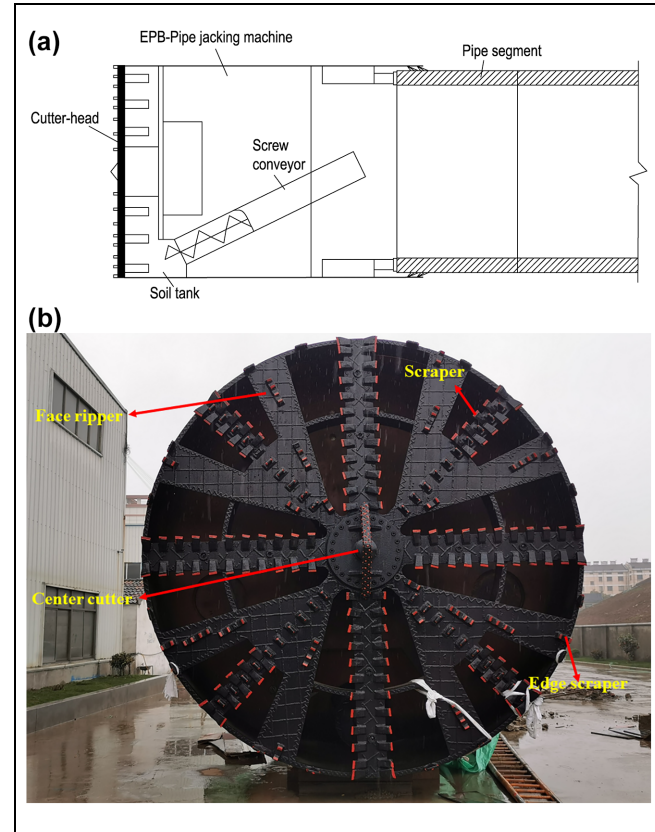 (a)
EPB-Pipe jacking machine
Pipe segment
Cutter-head
Screw
conveyor
Soil tank
(b)
Scraper
Face ripper
Center cutter
Edge scraper